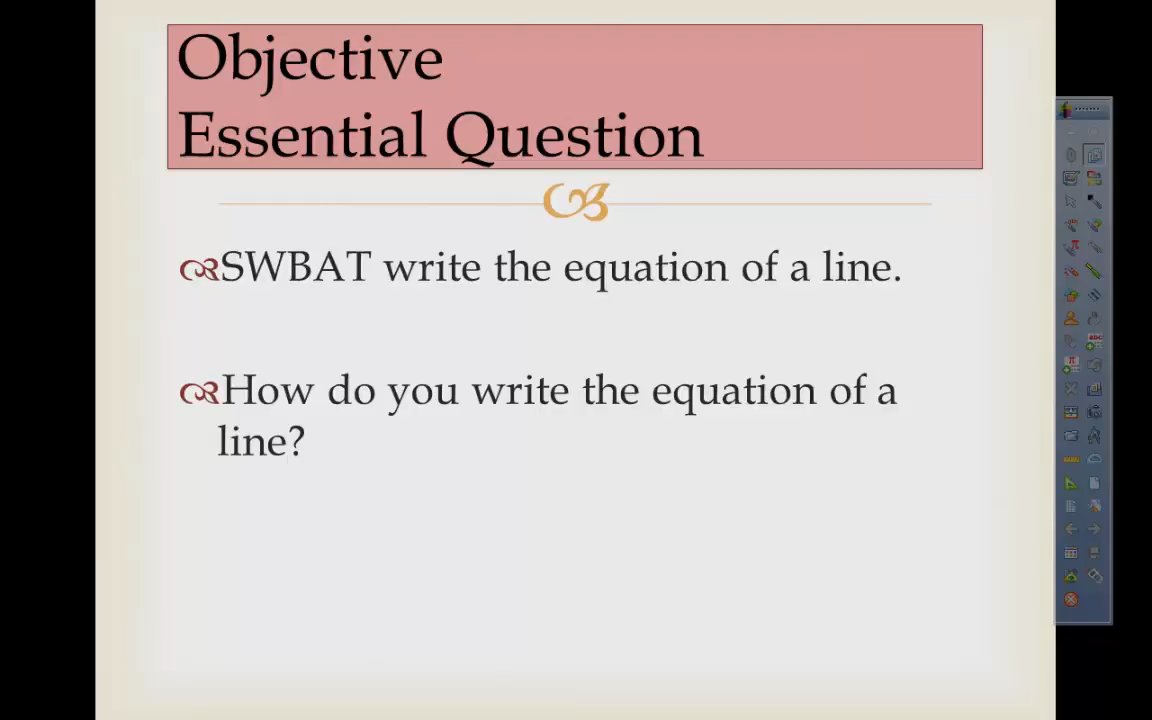 Objective
Essential Question
SWBAT write the equation of a line.
How do you write the equation of a
line?